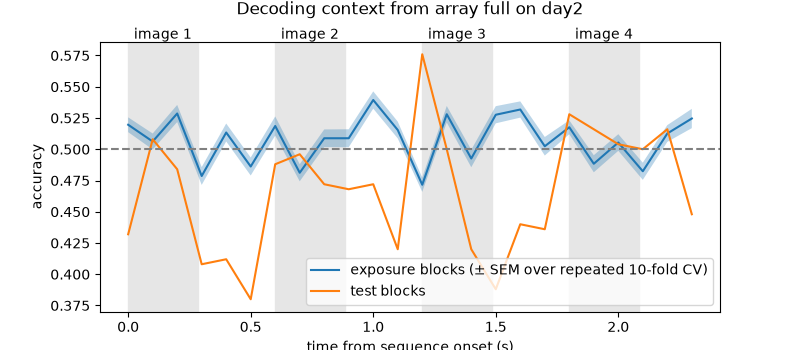 Decoding context from array full on day2
image 1 image 2 image 3 image 4
accuracy
0.575
0.550
0.525
0.500
0.475
0.450
0.425
0.400
0.375
exposure blocks (± SEM over repeated 10-fold CV)
test blocks
0.0 0.5 1.0 1.5 2.0
time from sequence onset (s)